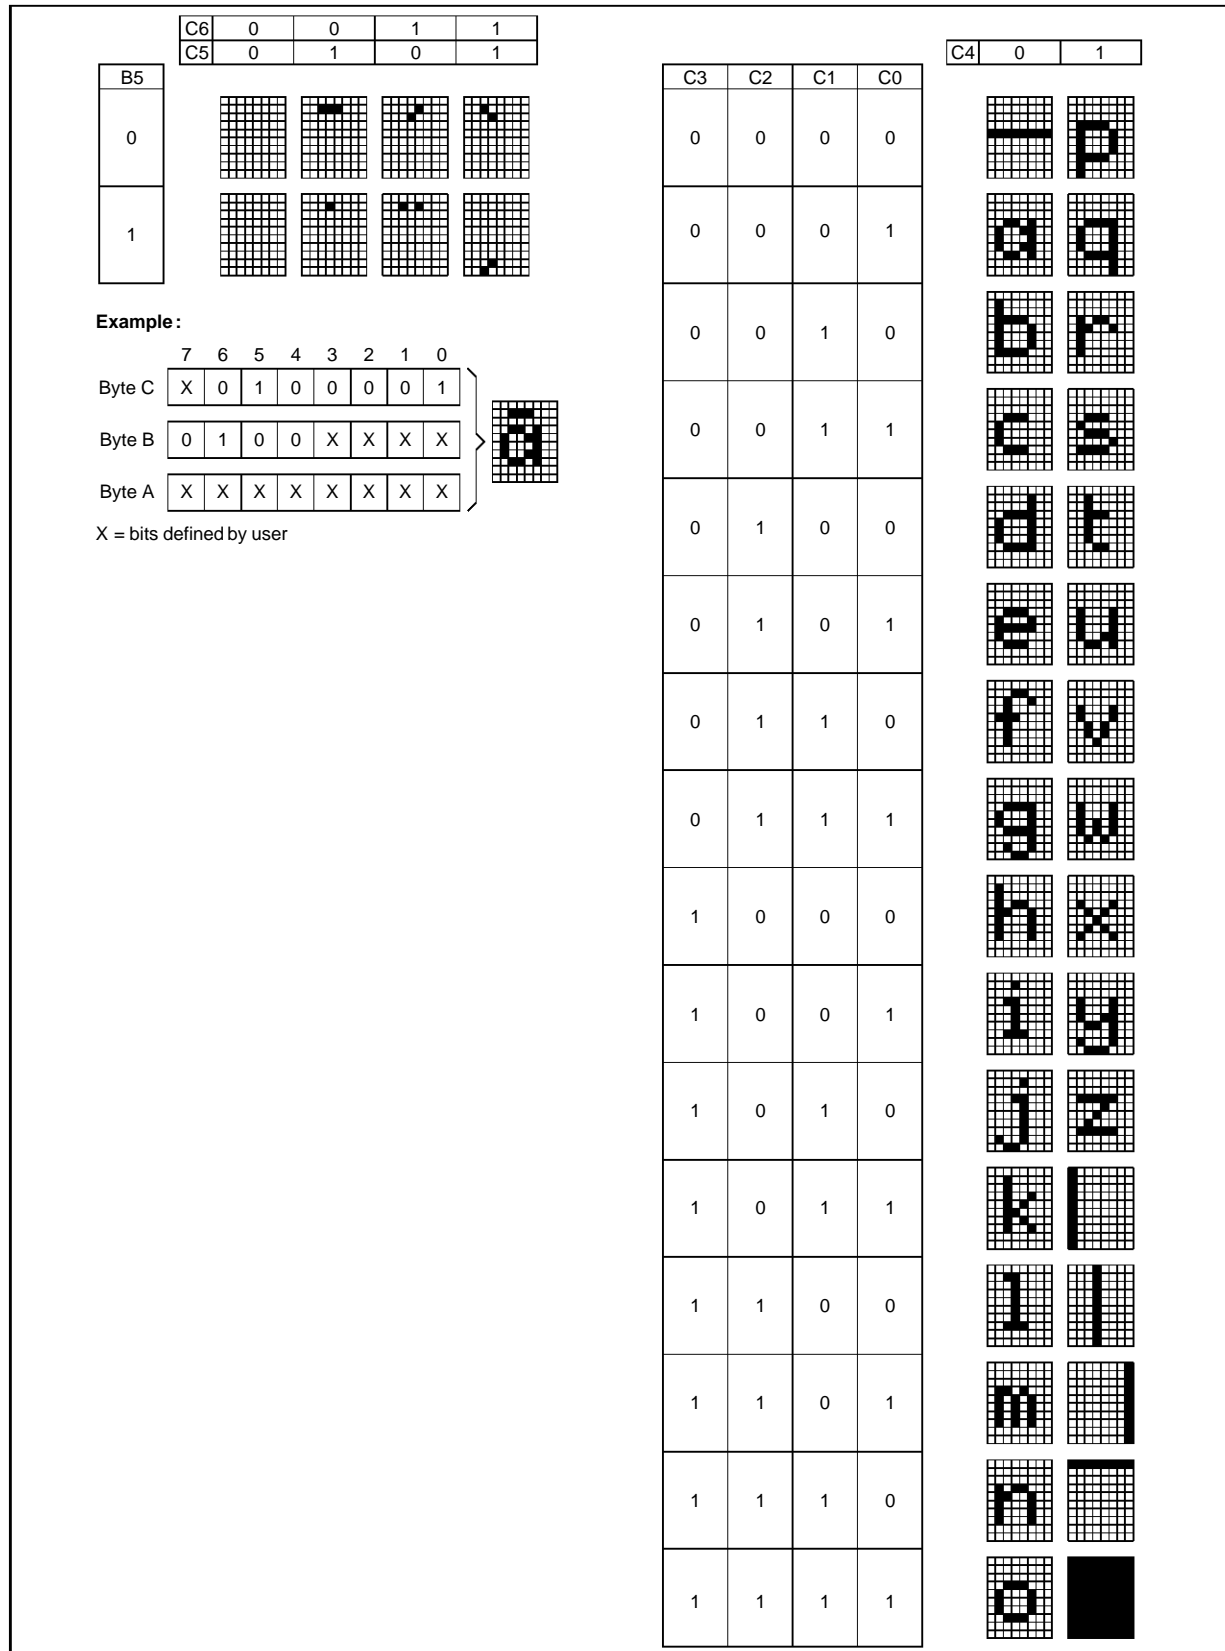 C6 0 0 1 1
C5 0 1 0 1
B5
0
1
Example :
7 6 5 4 3 2 1 0
Byte C X 0 1 0 0 0 0 1
Byte B 0 1 0 0 X X X X
Byte A X X X X X X X X
ā
X = bits defined by user
C4 0 1
C3 C2 C1 C0
0 0 0 0 p
0 0 0 1 a q
0 0 1 0 b r
0 0 1 1 c s
0 1 0 0 d t
0 1 0 1 e u
0 1 1 0 f v
0 1 1 1 g w
1 0 0 0 h x
1 0 0 1 i y
1 0 1 0 j z
1 0 1 1 k
1 1 0 0 l
1 1 0 1 m
1 1 1 0 n
1 1 1 1 o